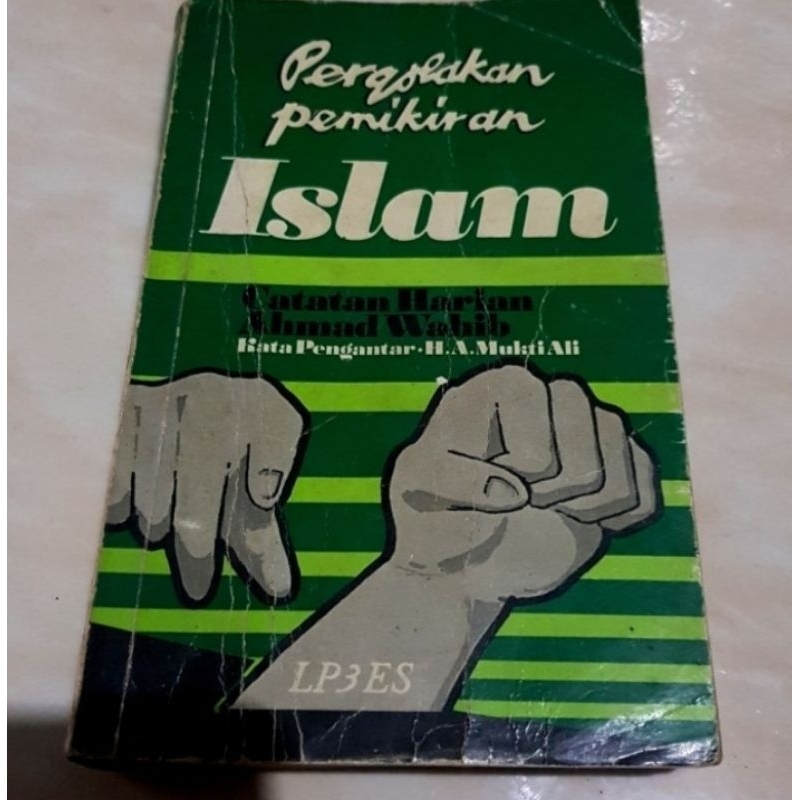 Pergolakan
pemikiran
Islam
Catatan Harian
Ahmad Wahib
Kata Pengantar · H.A. Mukti Ali
LP3ES